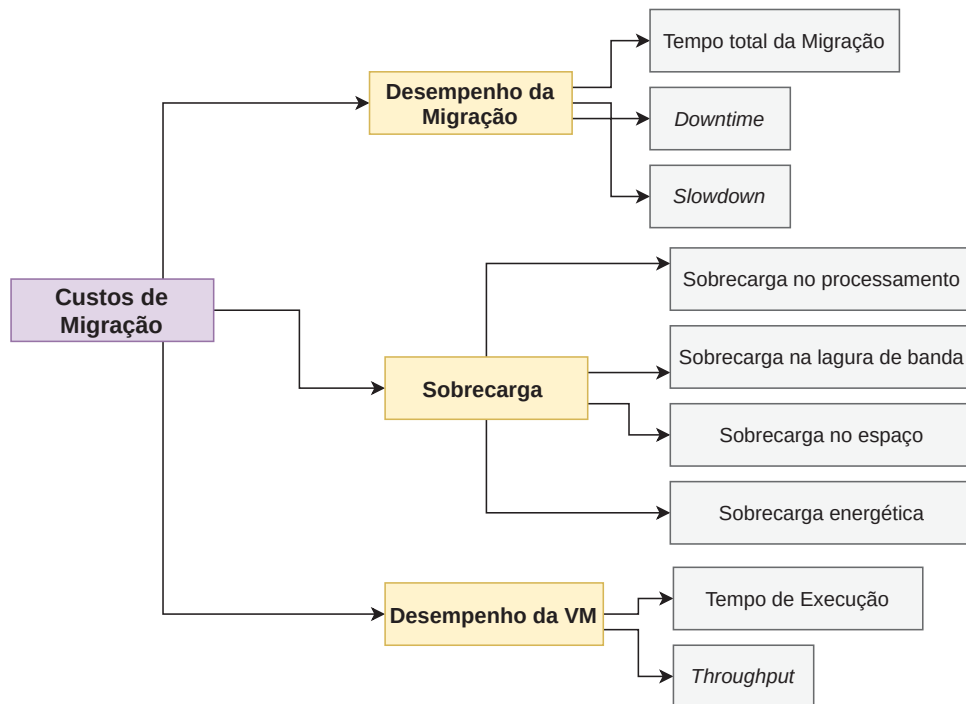 Tempo total da Migração
Desempenho da
Migração
Downtime
Slowdown
Custos de
Migração
Sobrecarga no processamento
Sobrecarga na lagura de banda
Sobrecarga
Sobrecarga no espaço
Sobrecarga energética
Desempenho da VM
Tempo de Execução
Throughput